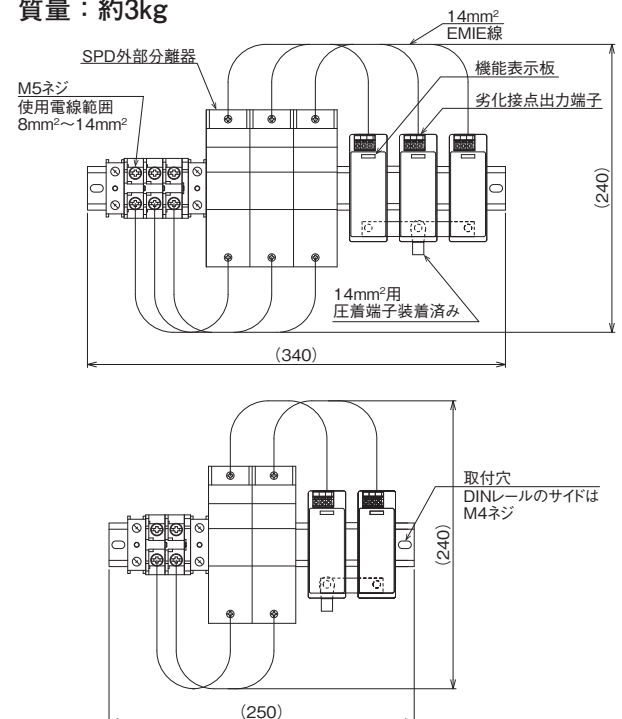 質量：約3kg
14mm²
EMIE線
SPD外部分離器
機能表示板
M5ネジ
使用電線範囲
8mm²～14mm²
劣化接点出力端子
(240)
14mm²用
圧着端子装着済み
(340)
取付穴
DINレールのサイドは
M4ネジ
(240)
(250)